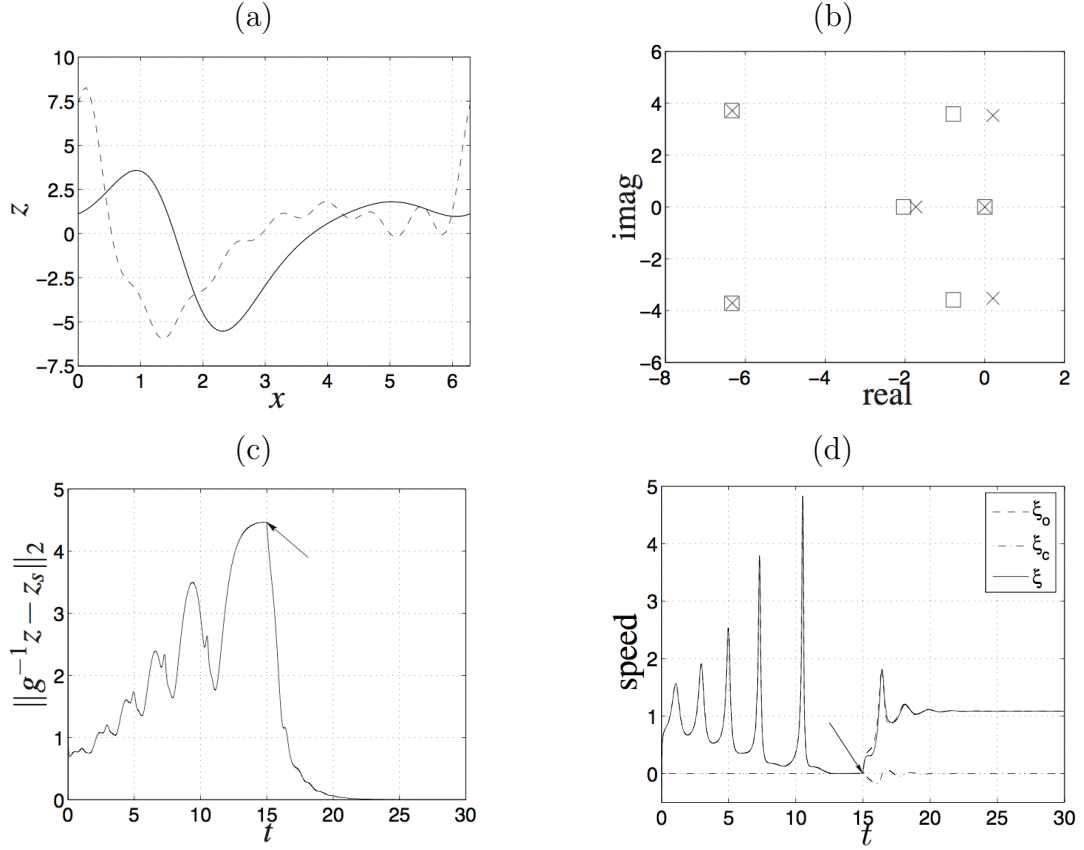 (a)
10
7.5
5
2.5
0
−2.5
−5
−7.5
z
0 1 2 3 4 5 6
x
(b)
6
4
2
0
−2
−4
−6
imag
−8 −6 −4 −2 0 2
real
(c)
5
4
3
2
1
0
||g⁻¹z − zₛ||₂
0 5 10 15 20 25 30
t
(d)
5
4
3
2
1
0
speed
ξₒ
ξ꜀
ξ
0 5 10 15 20 25 30
t